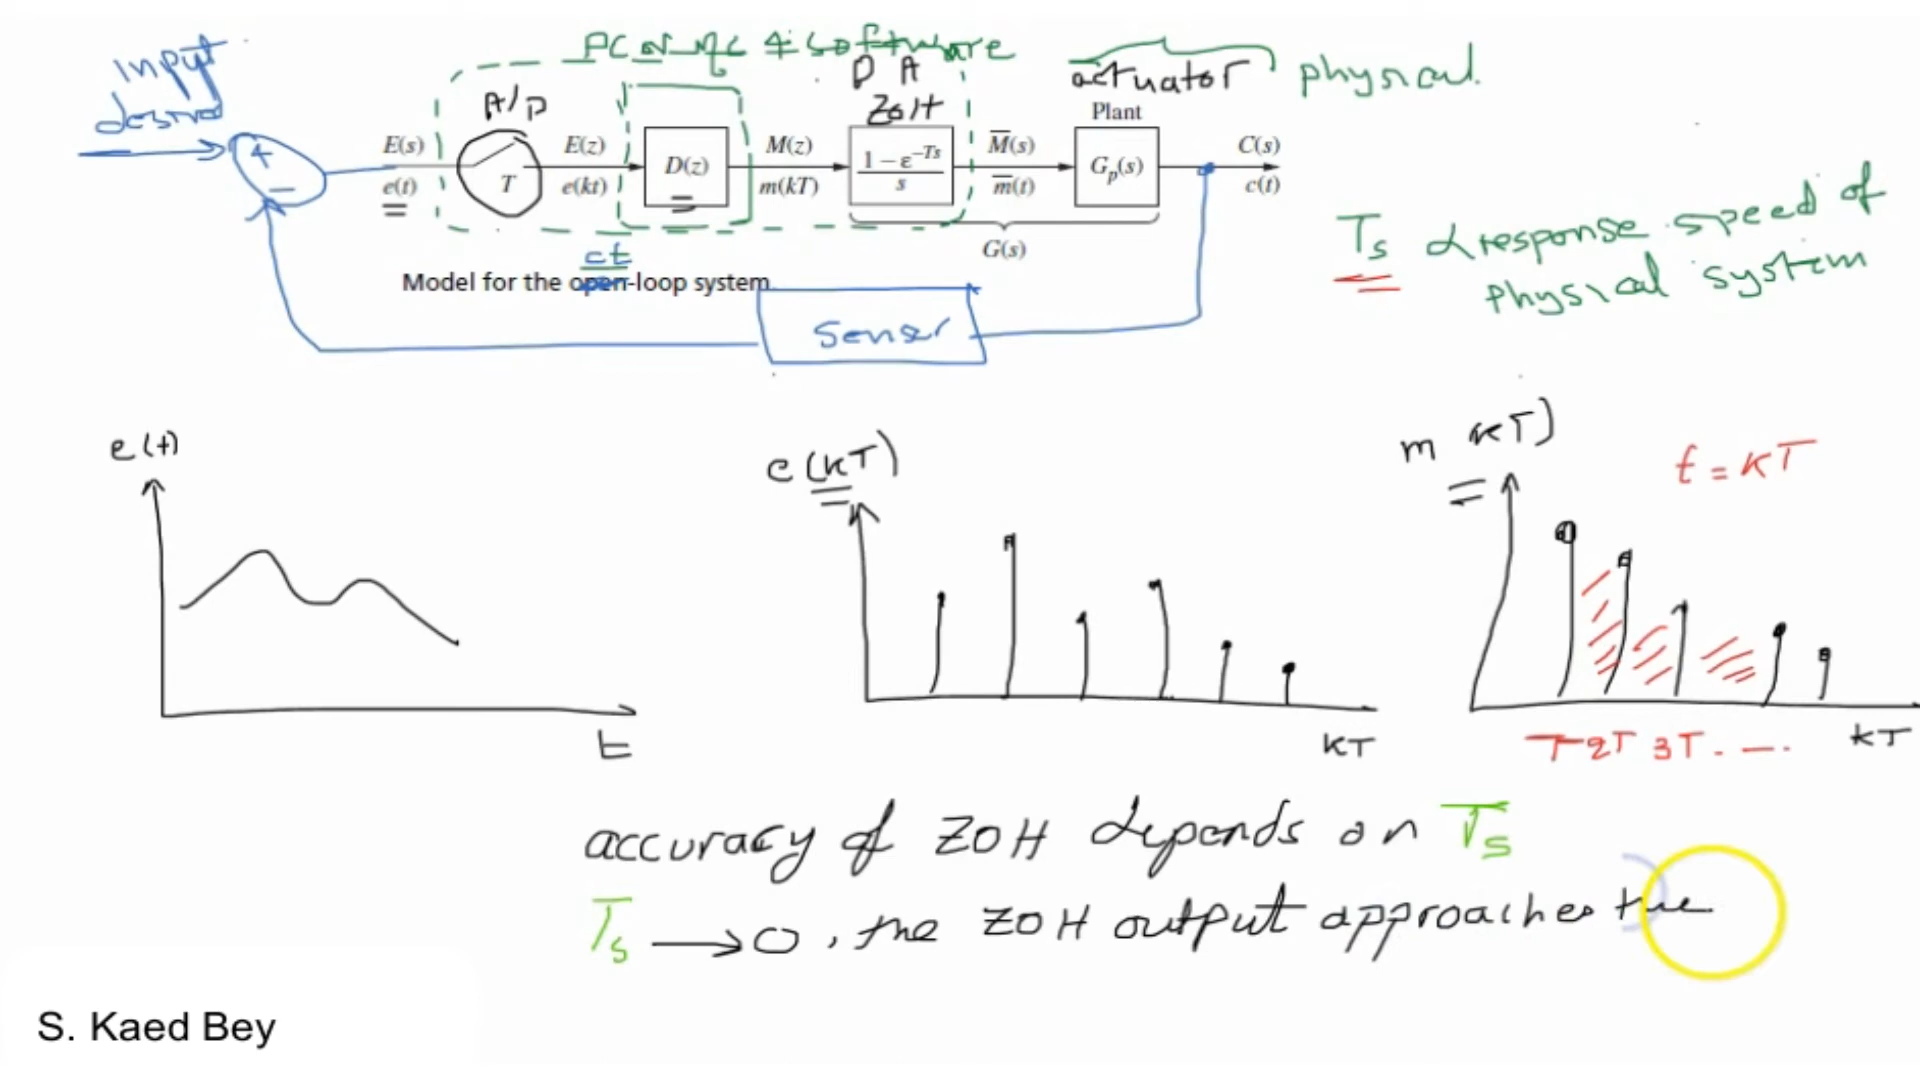 PC or μc & software
input
desired
A/D
D A
ZOH
actuator
physical.
Plant
+
−
E(s)
e(t)
T
E(z)
e(kt)
D(z)
M(z)
m(kT)
1 − ε^−Ts
s
M̅(s)
m̅(t)
Gp(s)
C(s)
c(t)
G(s)
Ts α response speed of
physical system
Model for the open-loop system
Sensor
e(t)
t
e(kT)
kT
m(kT)
t = kT
T 2T 3T . — .
kT
accuracy of ZOH depends on Ts
Ts → 0, the ZOH output approaches the
S. Kaed Bey